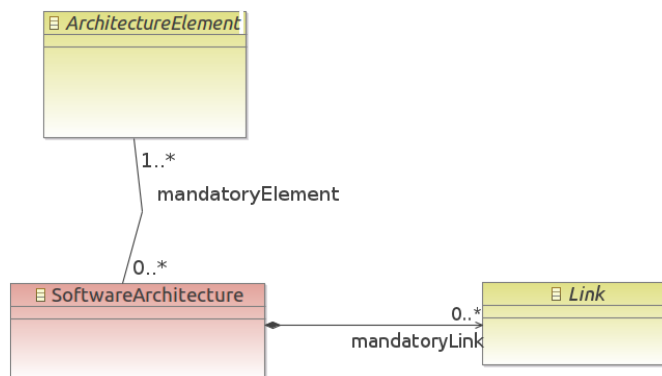 ArchitectureElement
1..*
mandatoryElement
0..*
SoftwareArchitecture
Link
0..*
mandatoryLink